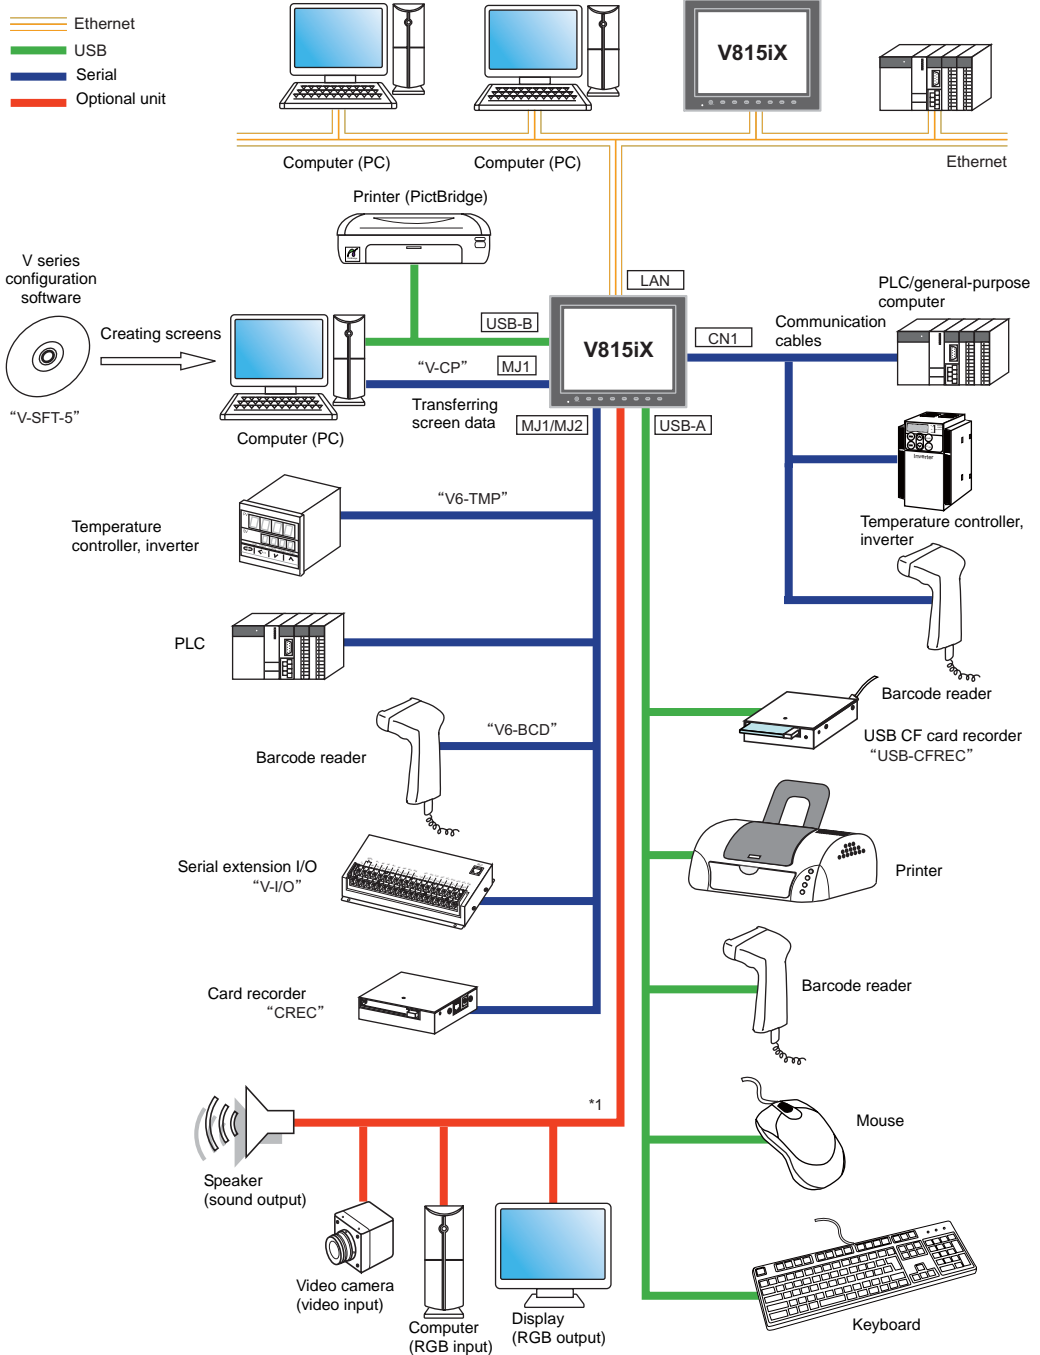 Ethernet
USB
Serial
Optional unit
V815iX
Computer (PC)
Computer (PC)
Ethernet
Printer (PictBridge)
V series
configuration
software
Creating screens
“V-SFT-5”
Computer (PC)
USB-B
“V-CP”
MJ1
Transferring
screen data
LAN
V815iX
CN1
Communication
cables
PLC/general-purpose
computer
MJ1/MJ2
USB-A
Inverter
Temperature controller,
inverter
“V6-TMP”
Temperature
controller, inverter
PLC
Barcode reader
“V6-BCD”
Barcode reader
USB CF card recorder
“USB-CFREC”
Serial extension I/O
“V-I/O”
Printer
Card recorder
“CREC”
Barcode reader
*1
Mouse
Speaker
(sound output)
Video camera
(video input)
Computer
(RGB input)
Display
(RGB output)
Keyboard